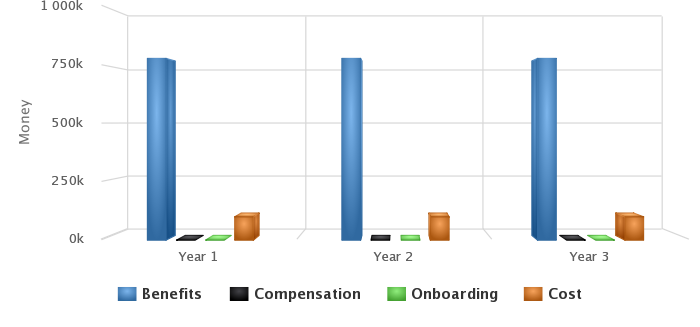 1 000k
750k
500k
250k
0k
Money
Year 1
Year 2
Year 3
Benefits
Compensation
Onboarding
Cost